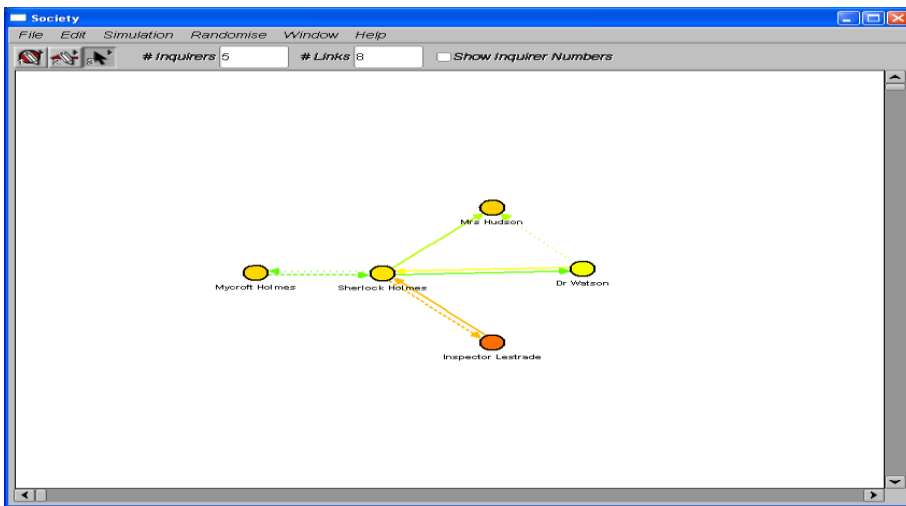 Society
File Edit Simulation Randomise Window Help
# Inquirers 5 # Links 8 Show Inquirer Numbers
Mrs Hudson
Mycroft Holmes Sherlock Holmes Dr Watson
Inspector Lestrade